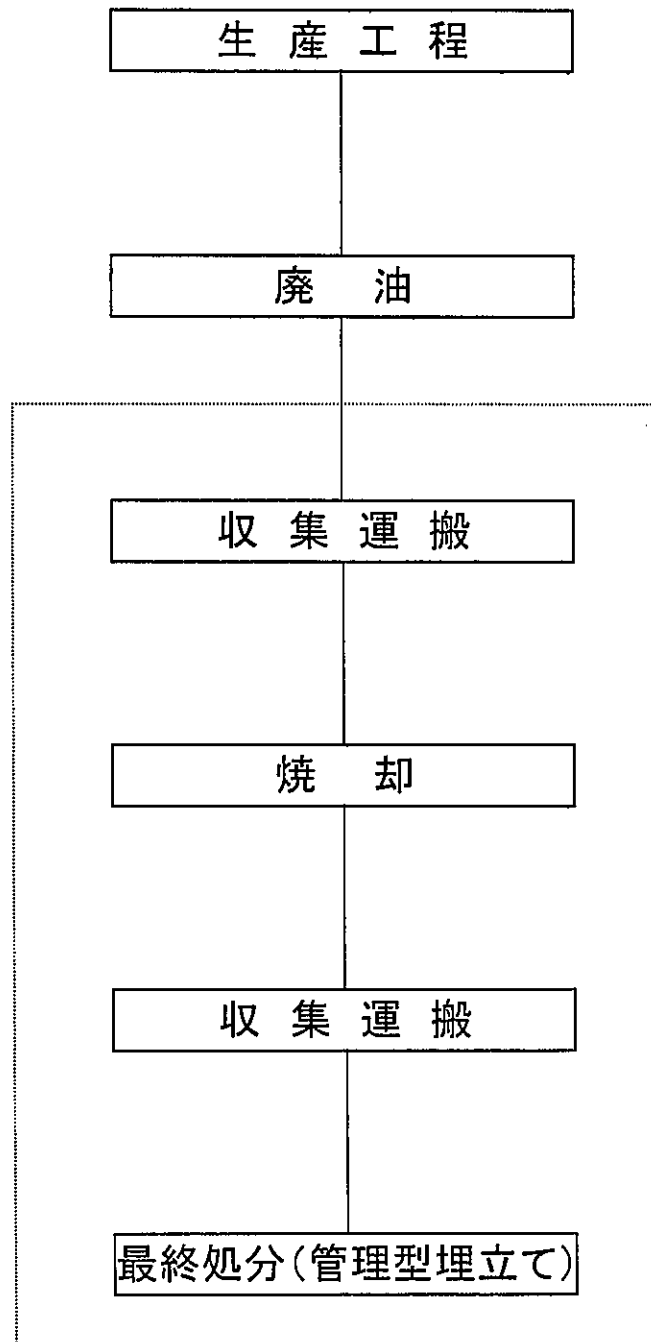 生産工程
廃油
収集運搬
焼却
収集運搬
最終処分(管理型埋立て)